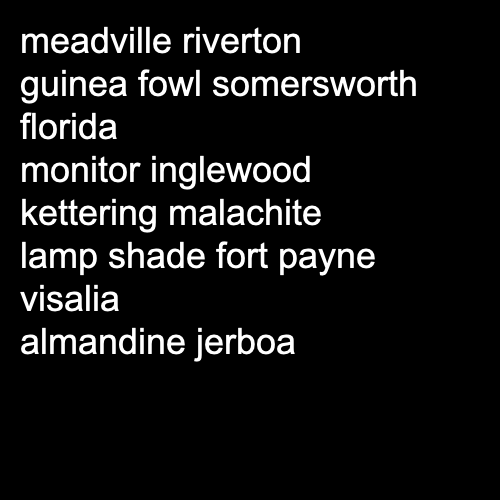 meadville riverton
guinea fowl somersworth
florida
monitor inglewood
kettering malachite
lamp shade fort payne
visalia
almandine jerboa